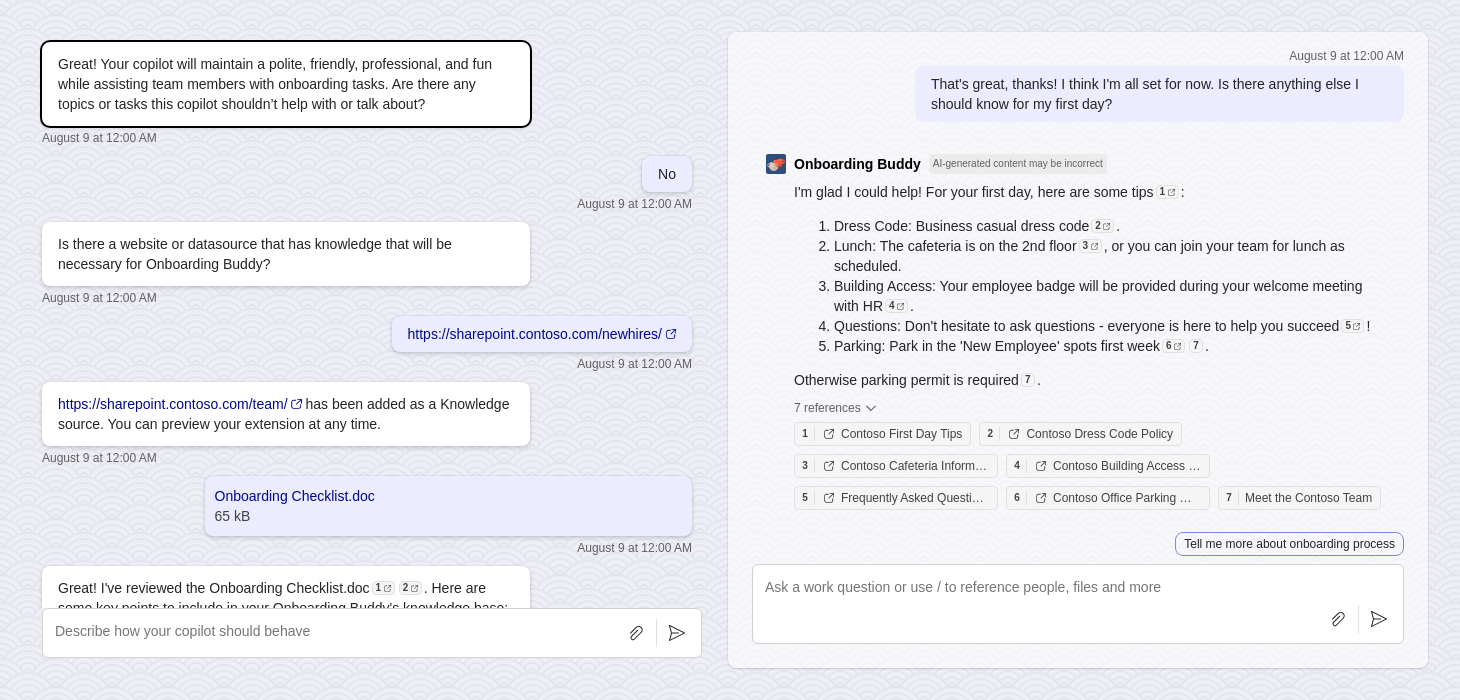 Great! Your copilot will maintain a polite, friendly, professional, and fun
while assisting team members with onboarding tasks. Are there any
topics or tasks this copilot shouldn’t help with or talk about?
August 9 at 12:00 AM
No
August 9 at 12:00 AM
Is there a website or datasource that has knowledge that will be
necessary for Onboarding Buddy?
August 9 at 12:00 AM
https://sharepoint.contoso.com/newhires/
August 9 at 12:00 AM
https://sharepoint.contoso.com/team/ has been added as a Knowledge
source. You can preview your extension at any time.
August 9 at 12:00 AM
Onboarding Checklist.doc
65 kB
August 9 at 12:00 AM
Great! I've reviewed the Onboarding Checklist.doc 1 2 . Here are
some key points to include in your Onboarding Buddy's knowledge base:
Describe how your copilot should behave
August 9 at 12:00 AM
That's great, thanks! I think I'm all set for now. Is there anything else I
should know for my first day?
Onboarding Buddy AI-generated content may be incorrect
I'm glad I could help! For your first day, here are some tips 1 :
1. Dress Code: Business casual dress code 2 .
2. Lunch: The cafeteria is on the 2nd floor 3 , or you can join your team for lunch as
scheduled.
3. Building Access: Your employee badge will be provided during your welcome meeting
with HR 4 .
4. Questions: Don't hesitate to ask questions - everyone is here to help you succeed 5 !
5. Parking: Park in the 'New Employee' spots first week 6 7 .
Otherwise parking permit is required 7 .
7 references
1 Contoso First Day Tips 2 Contoso Dress Code Policy
3 Contoso Cafeteria Inform… 4 Contoso Building Access …
5 Frequently Asked Questi… 6 Contoso Office Parking … 7 Meet the Contoso Team
Tell me more about onboarding process
Ask a work question or use / to reference people, files and more